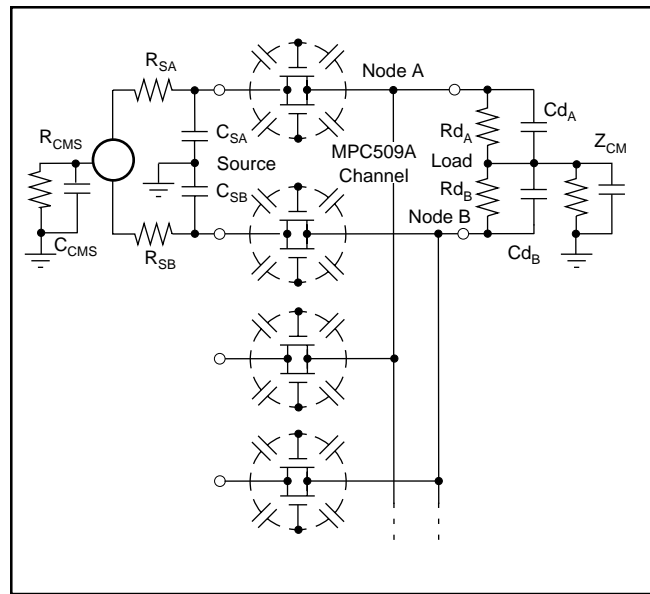 R_SA
Node A
Cd_A
R_CMS
C_SA
Rd_A
Z_CM
MPC509A
Channel
Source
Load
C_SB
Rd_B
Node B
C_CMS
R_SB
Cd_B